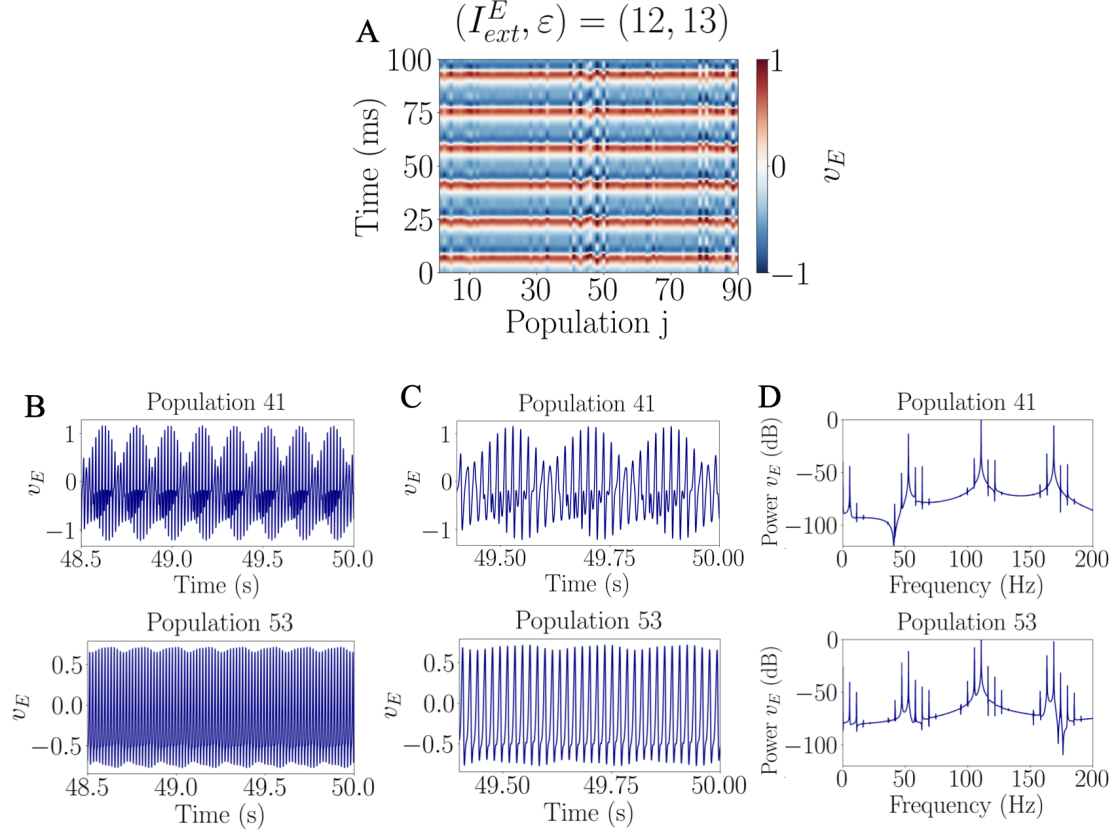 A
(I_{ext}^E, ε) = (12, 13)
100
75
50
25
0
Time (ms)
10 30 50 70 90
Population j
1
0
−1
v_E
B
Population 41
1
0
−1
v_E
48.5 49.0 49.5 50.0
Time (s)
C
Population 41
1
0
−1
v_E
49.50 49.75 50.00
Time (s)
D
Population 41
0
−50
−100
Power v_E (dB)
0 50 100 150 200
Frequency (Hz)
Population 53
0.5
0.0
−0.5
v_E
48.5 49.0 49.5 50.0
Time (s)
Population 53
0.5
0.0
−0.5
v_E
49.50 49.75 50.00
Time (s)
Population 53
0
−50
−100
Power v_E (dB)
0 50 100 150 200
Frequency (Hz)